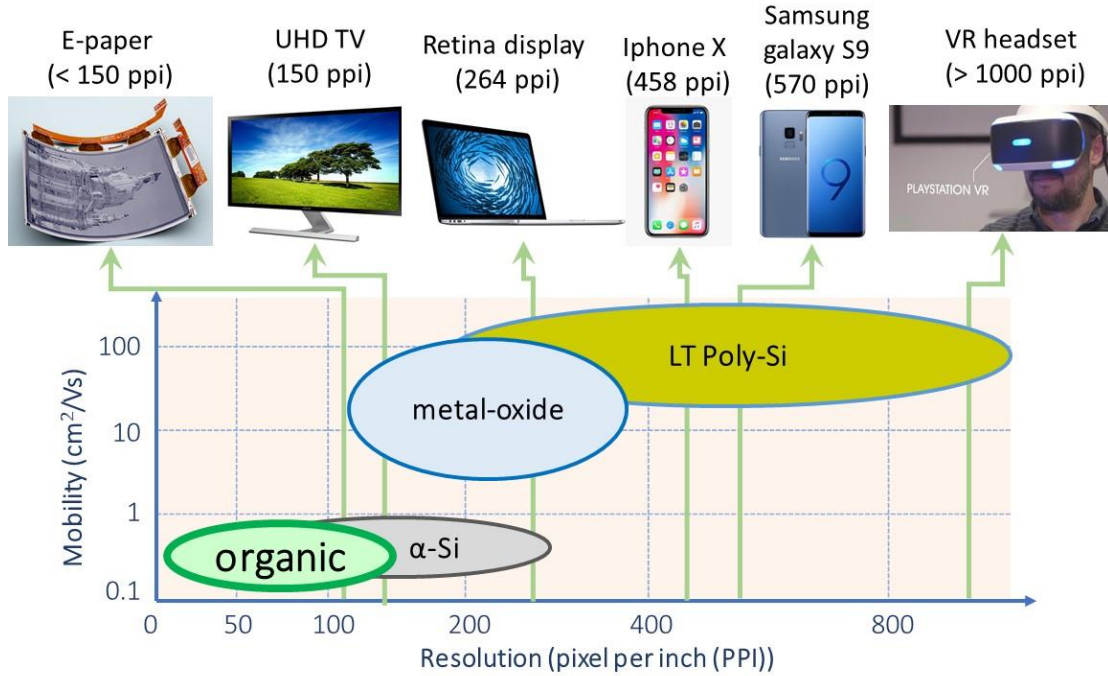 E-paper
(< 150 ppi)
UHD TV
(150 ppi)
Retina display
(264 ppi)
Iphone X
(458 ppi)
Samsung
galaxy S9
(570 ppi)
VR headset
(> 1000 ppi)
SAMSUNG
9
PLAYSTATION VR
Mobility (cm²/Vs)
100
10
1
0.1
LT Poly-Si
metal-oxide
organic
α-Si
0
50
100
200
400
800
Resolution (pixel per inch (PPI))